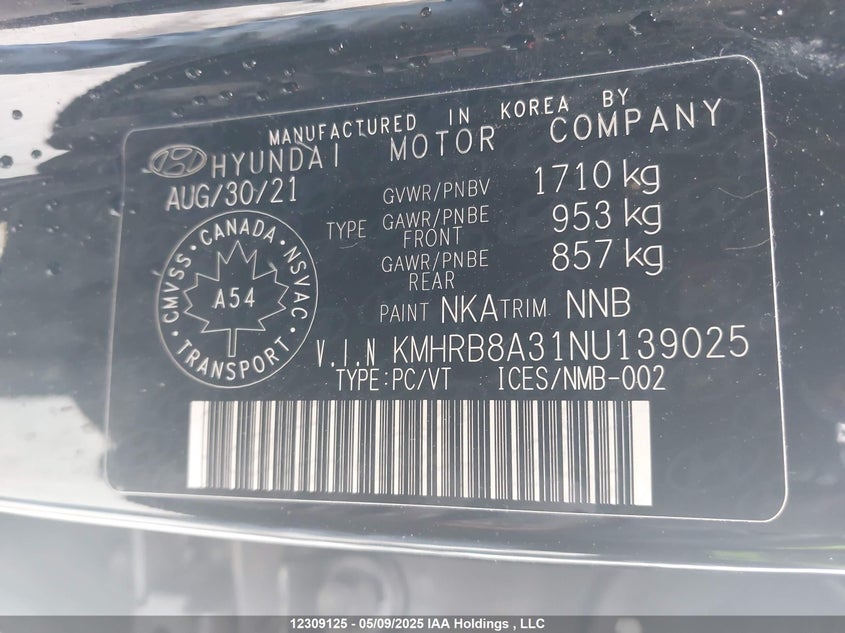 MANUFACTURED IN KOREA BY
HYUNDAI MOTOR COMPANY
AUG/30/21
GVWR/PNBV 1710 kg
TYPE GAWR/PNBE FRONT 953 kg
GAWR/PNBE REAR 857 kg
PAINT NKA TRIM NNB
CMVSS • CANADA • NSVAC • TRANSPORT •
A54
V.I.N KMHRB8A31NU139025
TYPE:PC/VT ICES/NMB-002
12309125 - 05/09/2025 IAA Holdings , LLC